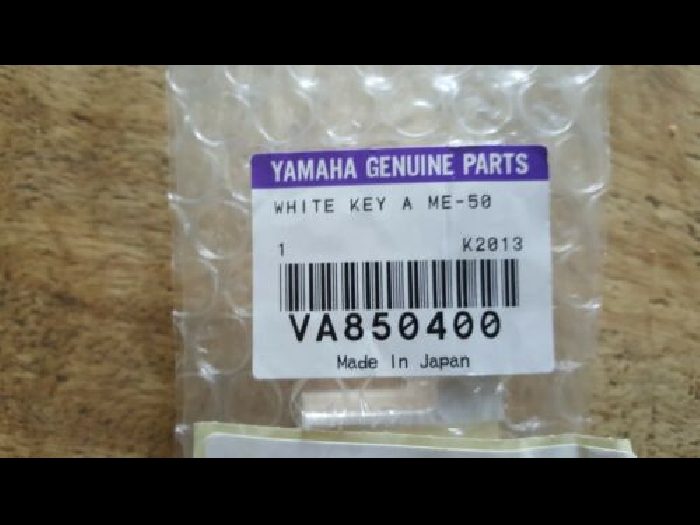 YAMAHA GENUINE PARTS
WHITE KEY A ME-50
1 K2013
VA850400
Made In Japan